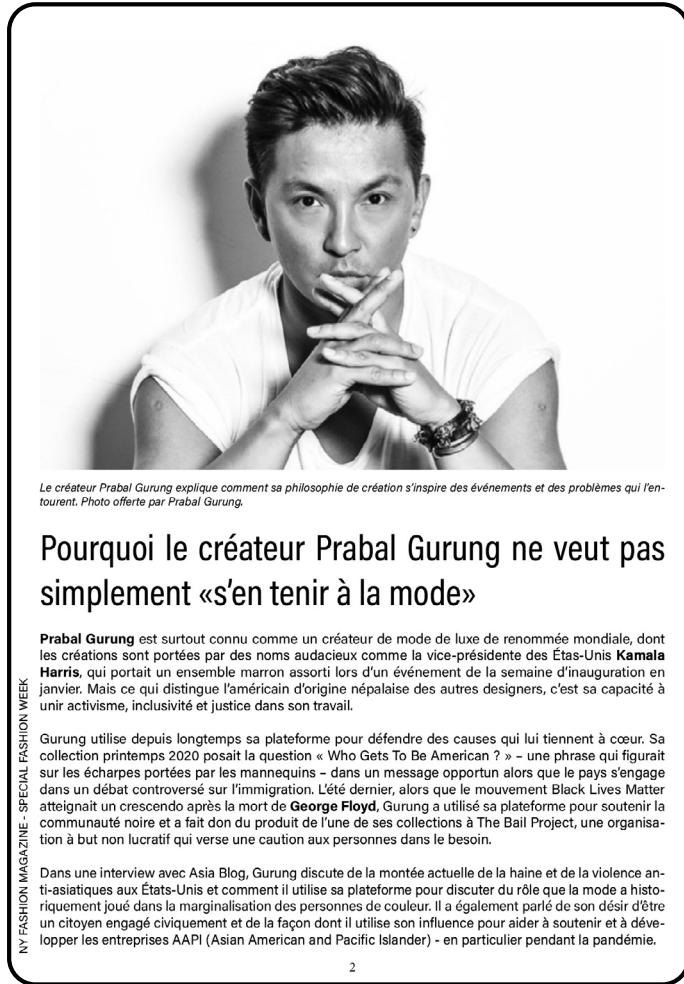 Le créateur Prabal Gurung explique comment sa philosophie de création s'inspire des événements et des problèmes qui l'en-
tourent. Photo offerte par Prabal Gurung.
Pourquoi le créateur Prabal Gurung ne veut pas
simplement «s'en tenir à la mode»
Prabal Gurung est surtout connu comme un créateur de mode de luxe de renommée mondiale, dont
les créations sont portées par des noms audacieux comme la vice-présidente des Étas-Unis Kamala
Harris, qui portait un ensemble marron assorti lors d'un événement de la semaine d'inauguration en
janvier. Mais ce qui distingue l'américain d'origine népalaise des autres designers, c'est sa capacité à
unir activisme, inclusivité et justice dans son travail.
Gurung utilise depuis longtemps sa plateforme pour défendre des causes qui lui tiennent à cœur. Sa
collection printemps 2020 posait la question « Who Gets To Be American ? » – une phrase qui figurait
sur les écharpes portées par les mannequins – dans un message opportun alors que le pays s'engage
dans un débat controversé sur l'immigration. L'été dernier, alors que le mouvement Black Lives Matter
atteignait un crescendo après la mort de George Floyd, Gurung a utilisé sa plateforme pour soutenir la
communauté noire et a fait don du produit de l'une de ses collections à The Bail Project, une organisa-
tion à but non lucratif qui verse une caution aux personnes dans le besoin.
Dans une interview avec Asia Blog, Gurung discute de la montée actuelle de la haine et de la violence an-
ti-asiatiques aux États-Unis et comment il utilise sa plateforme pour discuter du rôle que la mode a histo-
riquement joué dans la marginalisation des personnes de couleur. Il a également parlé de son désir d'être
un citoyen engagé civiquement et de la façon dont il utilise son influence pour aider à soutenir et à déve-
lopper les entreprises AAPI (Asian American and Pacific Islander) - en particulier pendant la pandémie.
NY FASHION MAGAZINE - SPECIAL FASHION WEEK
2